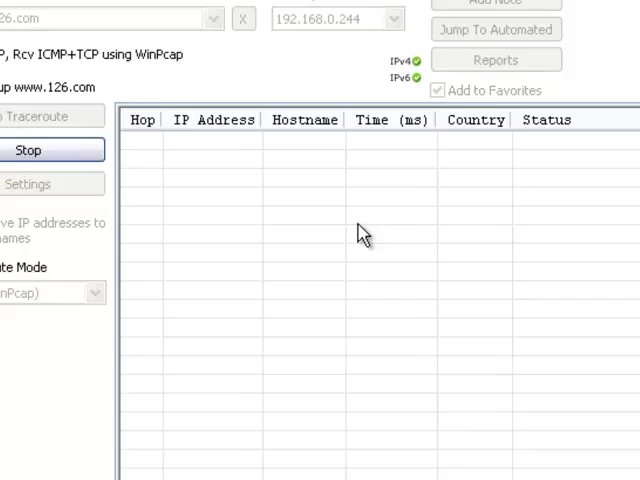 26.com
X
192.168.0.244
Add Note
Jump To Automated
P, Rcv ICMP+TCP using WinPcap
IPv4
Reports
IPv6
up www.126.com
Add to Favorites
Traceroute
Hop IP Address Hostname Time (ms) Country Status
Stop
Settings
ve IP addresses to
names
te Mode
nPcap)